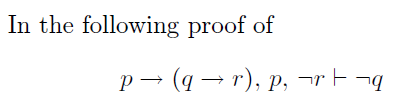 In the following proof of
p → (q → r), p, ¬r ⊢ ¬q